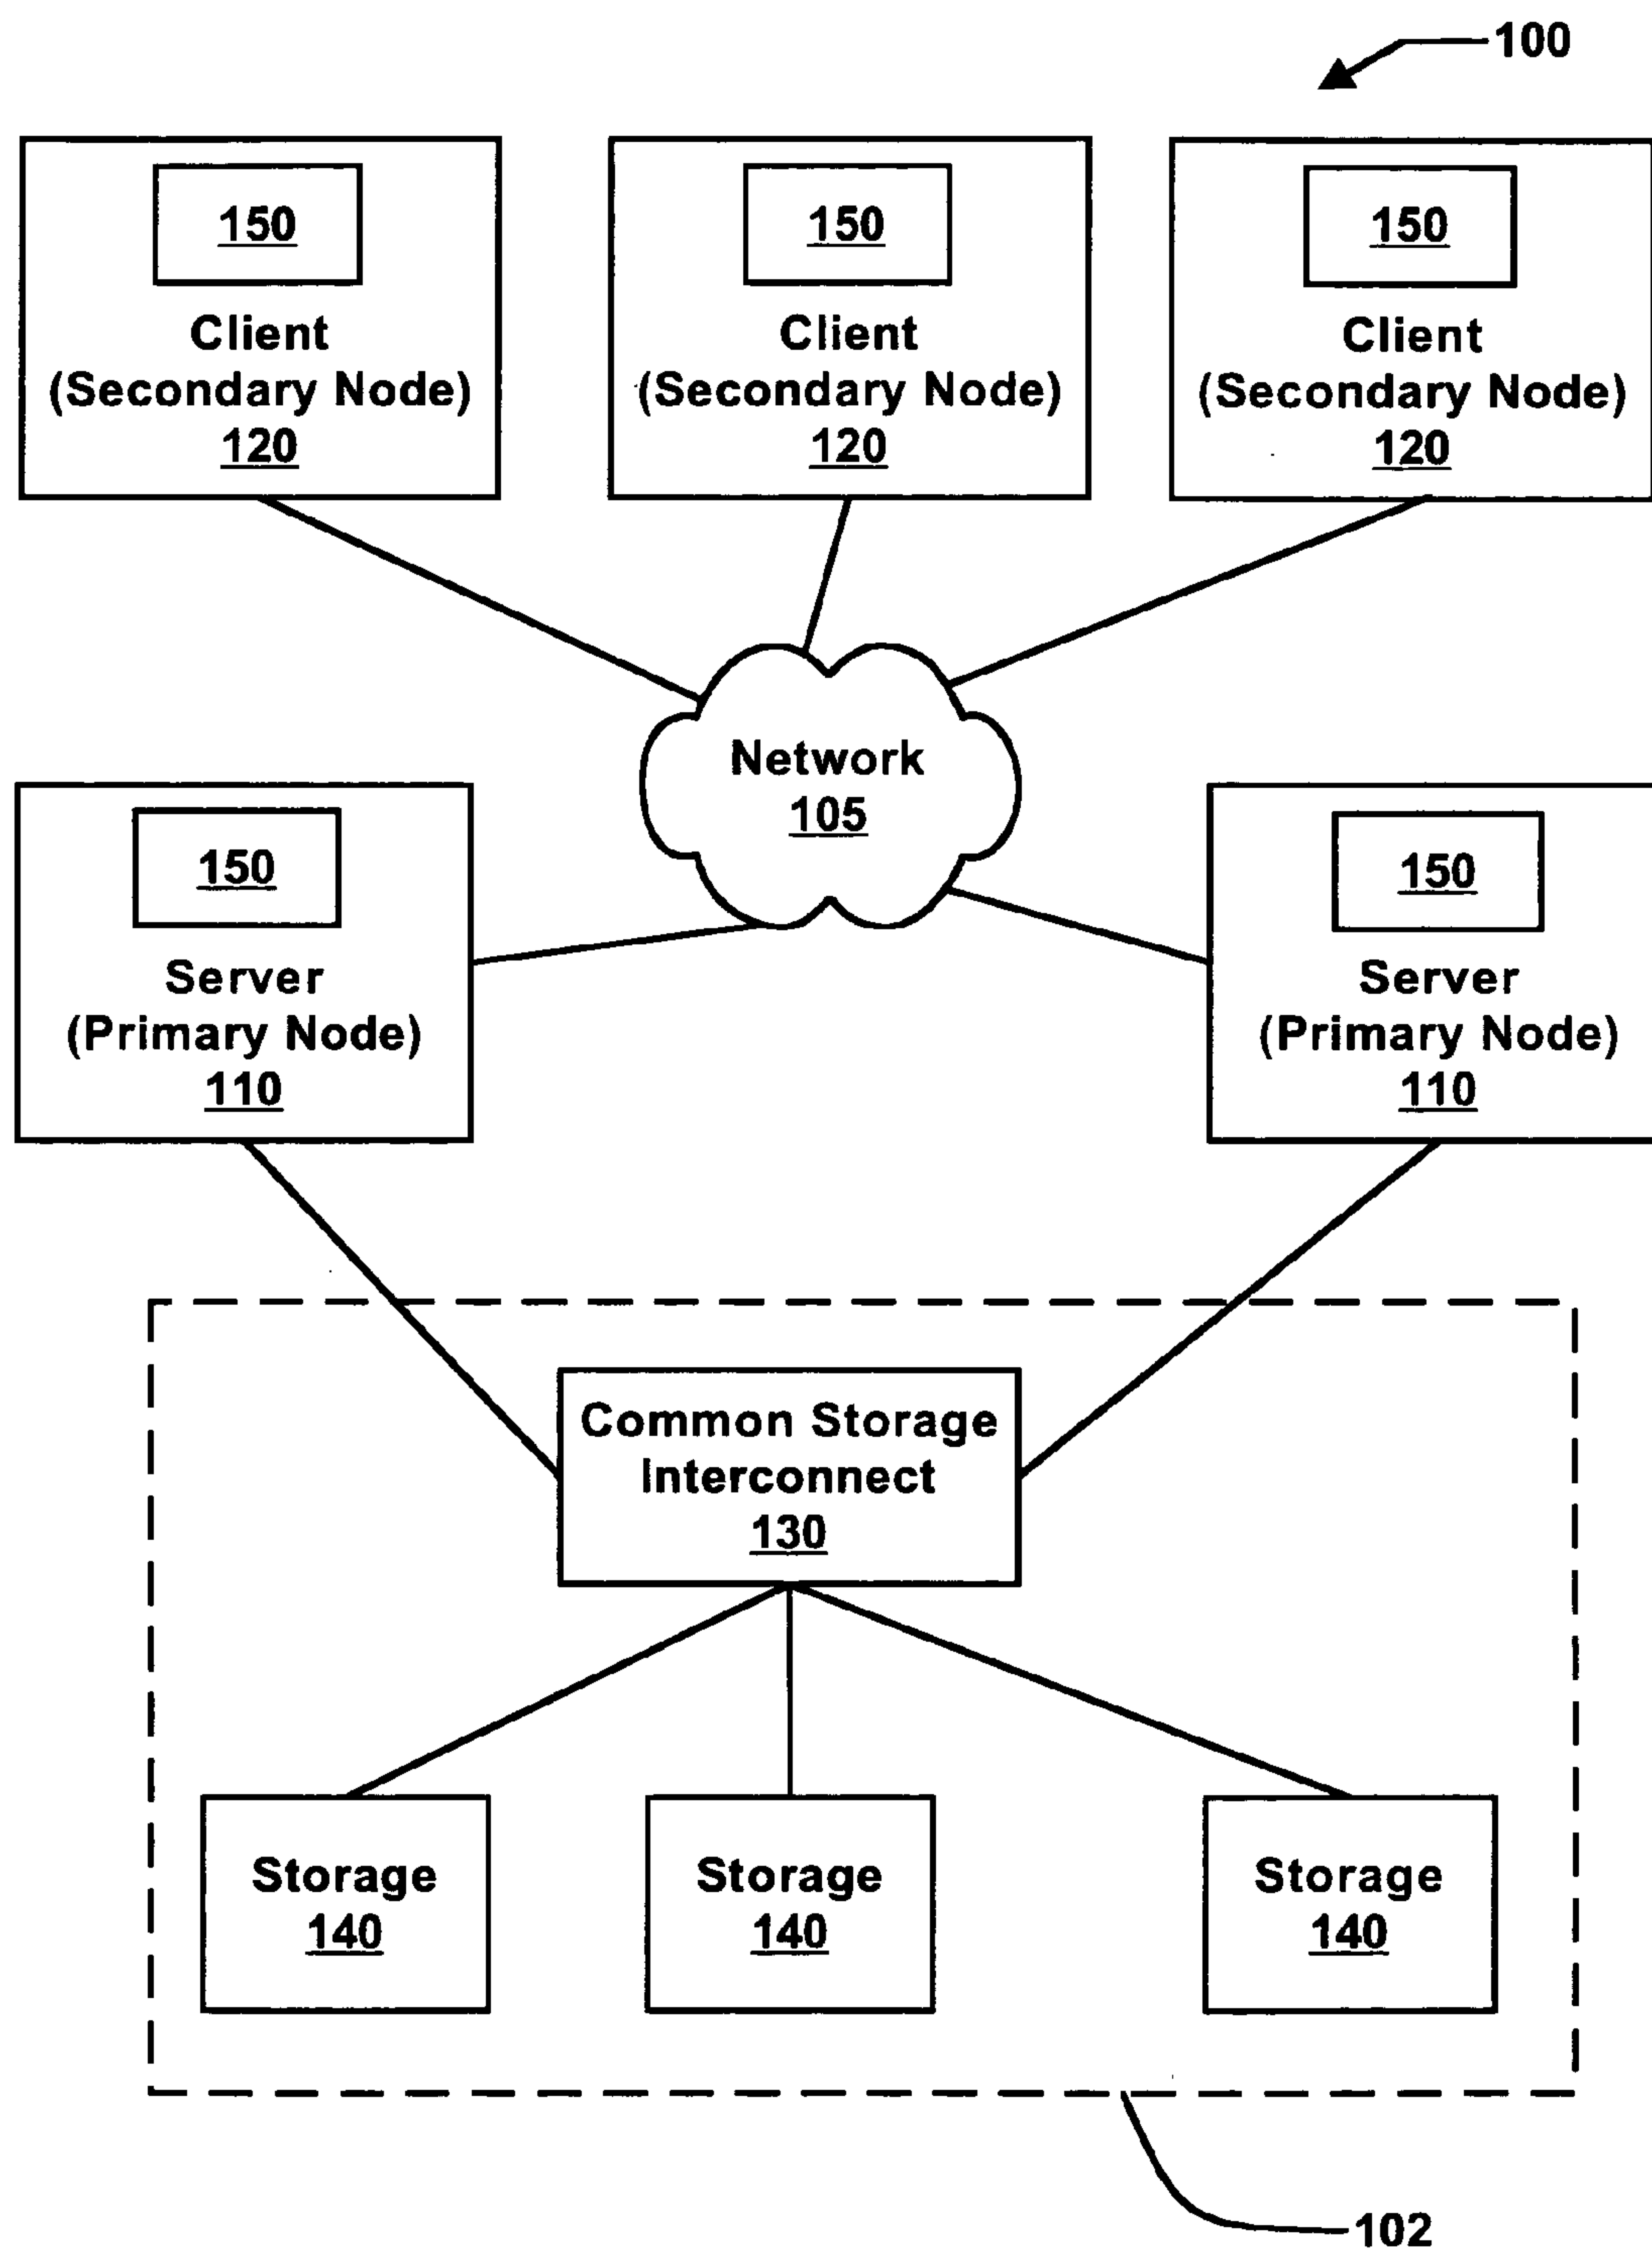 100
150
Client
(Secondary Node)
120
150
Client
(Secondary Node)
120
150
Client
(Secondary Node)
120
Network
105
150
Server
(Primary Node)
110
150
Server
(Primary Node)
110
Common Storage
Interconnect
130
Storage
140
Storage
140
Storage
140
102